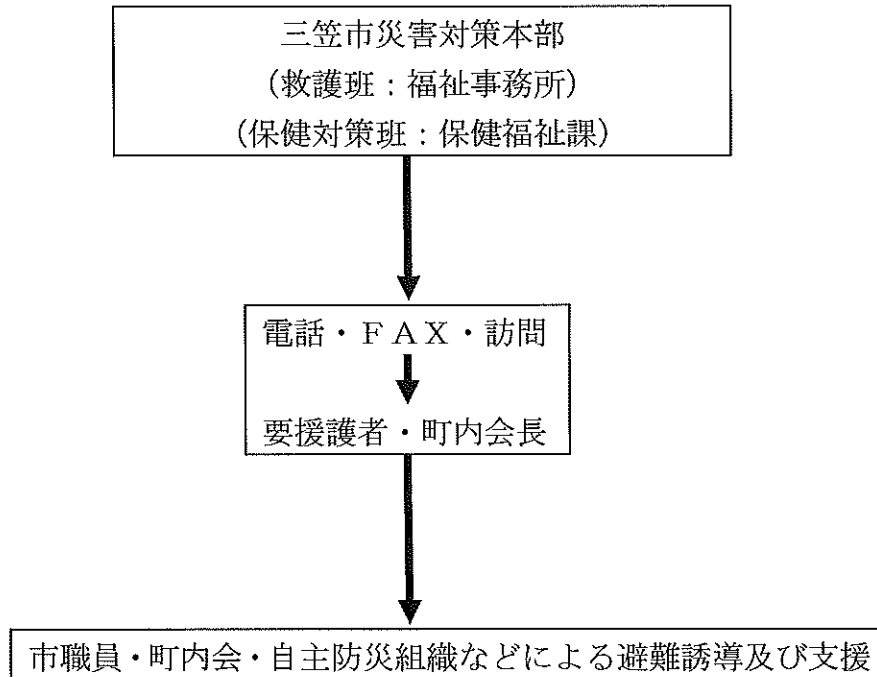 三笠市災害対策本部
(救護班：福祉事務所)
(保健対策班：保健福祉課)
電話・ＦＡＸ・訪問
要援護者・町内会長
市職員・町内会・自主防災組織などによる避難誘導及び支援